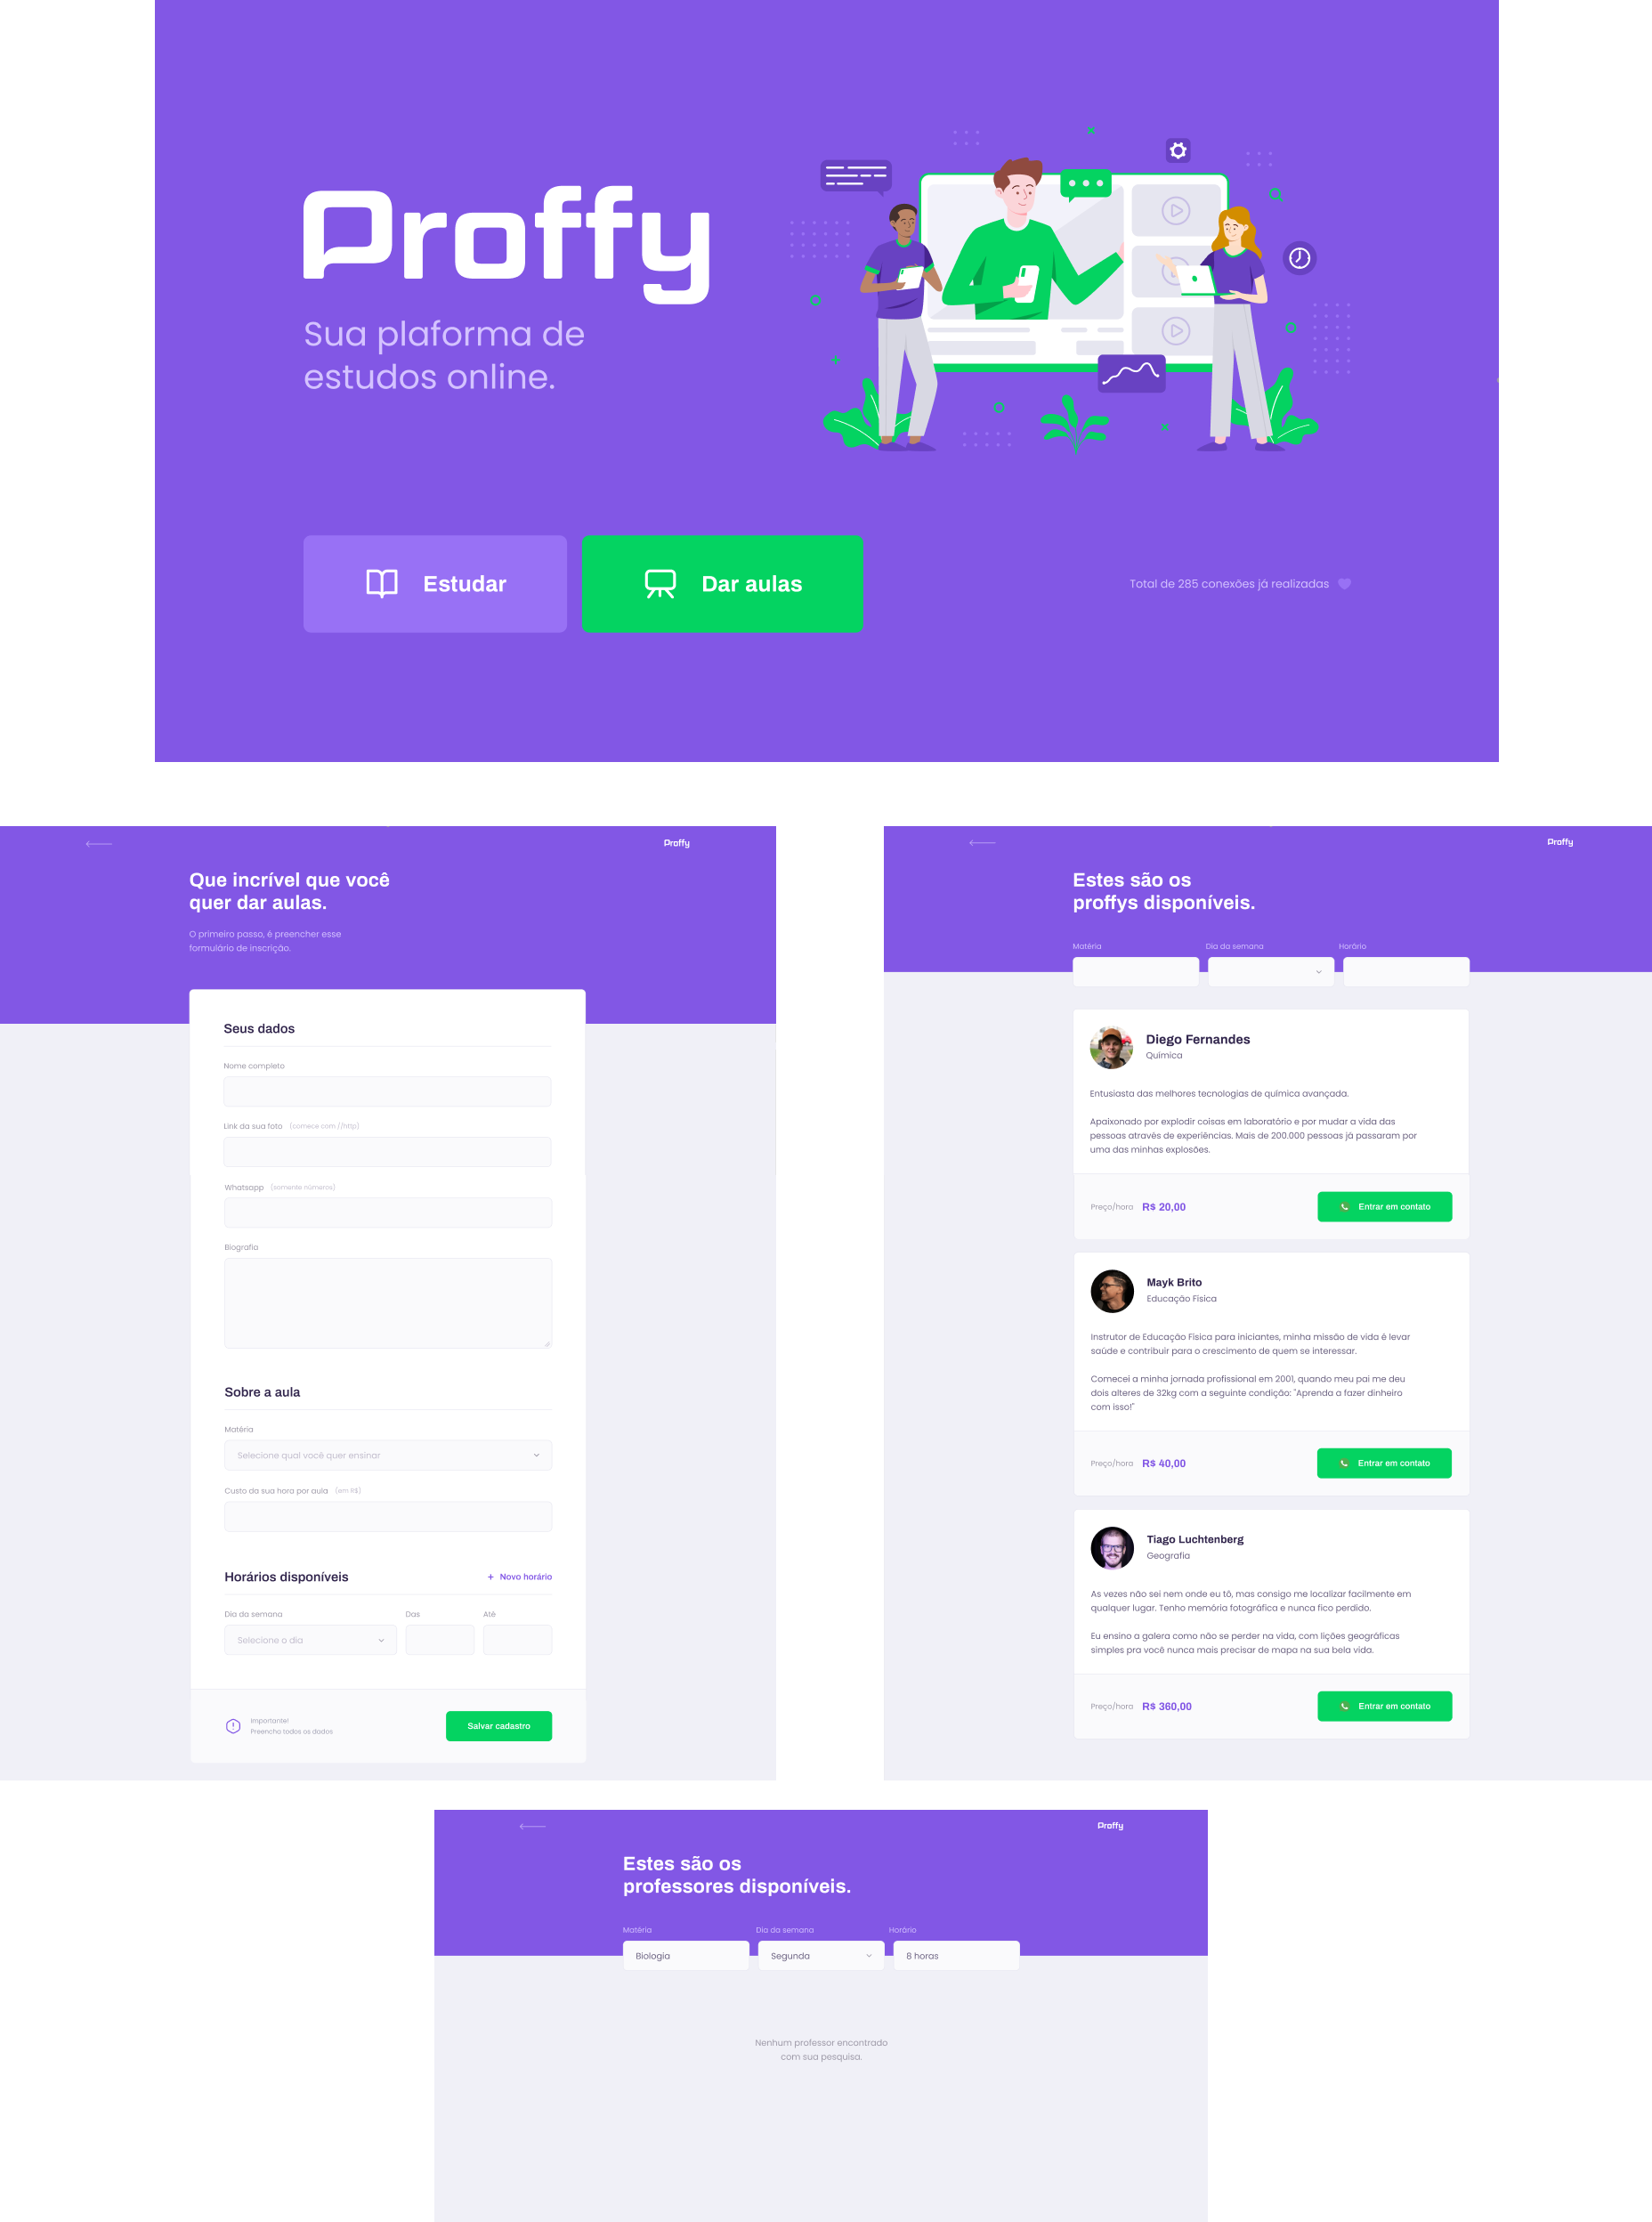 Proffy
Sua plaforma de
estudos online.
Estudar
Dar aulas
Total de 285 conexões já realizadas
Proffy
Que incrível que você
quer dar aulas.
O primeiro passo, é preencher esse
formulário de inscrição.
Seus dados
Nome completo
Link da sua foto (comece com //http)
Whatsapp (somente números)
Biografia
Sobre a aula
Matéria
Selecione qual você quer ensinar
Custo da sua hora por aula (em R$)
Horários disponíveis + Novo horário
Dia da semana Das Até
Selecione o dia
Importante!
Preencha todos os dados
Salvar cadastro
Proffy
Estes são os
proffys disponíveis.
Matéria Dia da semana Horário
Diego Fernandes
Química
Entusiasta das melhores tecnologias de química avançada.
Apaixonado por explodir coisas em laboratório e por mudar a vida das
pessoas através de experiências. Mais de 200.000 pessoas já passaram por
uma das minhas explosões.
Preço/hora R$ 20,00 Entrar em contato
Mayk Brito
Educação Física
Instrutor de Educação Física para iniciantes, minha missão de vida é levar
saúde e contribuir para o crescimento de quem se interessar.
Comecei a minha jornada profissional em 2001, quando meu pai me deu
dois alteres de 32kg com a seguinte condição: "Aprenda a fazer dinheiro
com isso!"
Preço/hora R$ 40,00 Entrar em contato
Tiago Luchtenberg
Geografia
As vezes não sei nem onde eu tô, mas consigo me localizar facilmente em
qualquer lugar. Tenho memória fotográfica e nunca fico perdido.
Eu ensino a galera como não se perder na vida, com lições geográficas
simples pra você nunca mais precisar de mapa na sua bela vida.
Preço/hora R$ 360,00 Entrar em contato
Proffy
Estes são os
professores disponíveis.
Matéria Dia da semana Horário
Biologia Segunda 8 horas
Nenhum professor encontrado
com sua pesquisa.